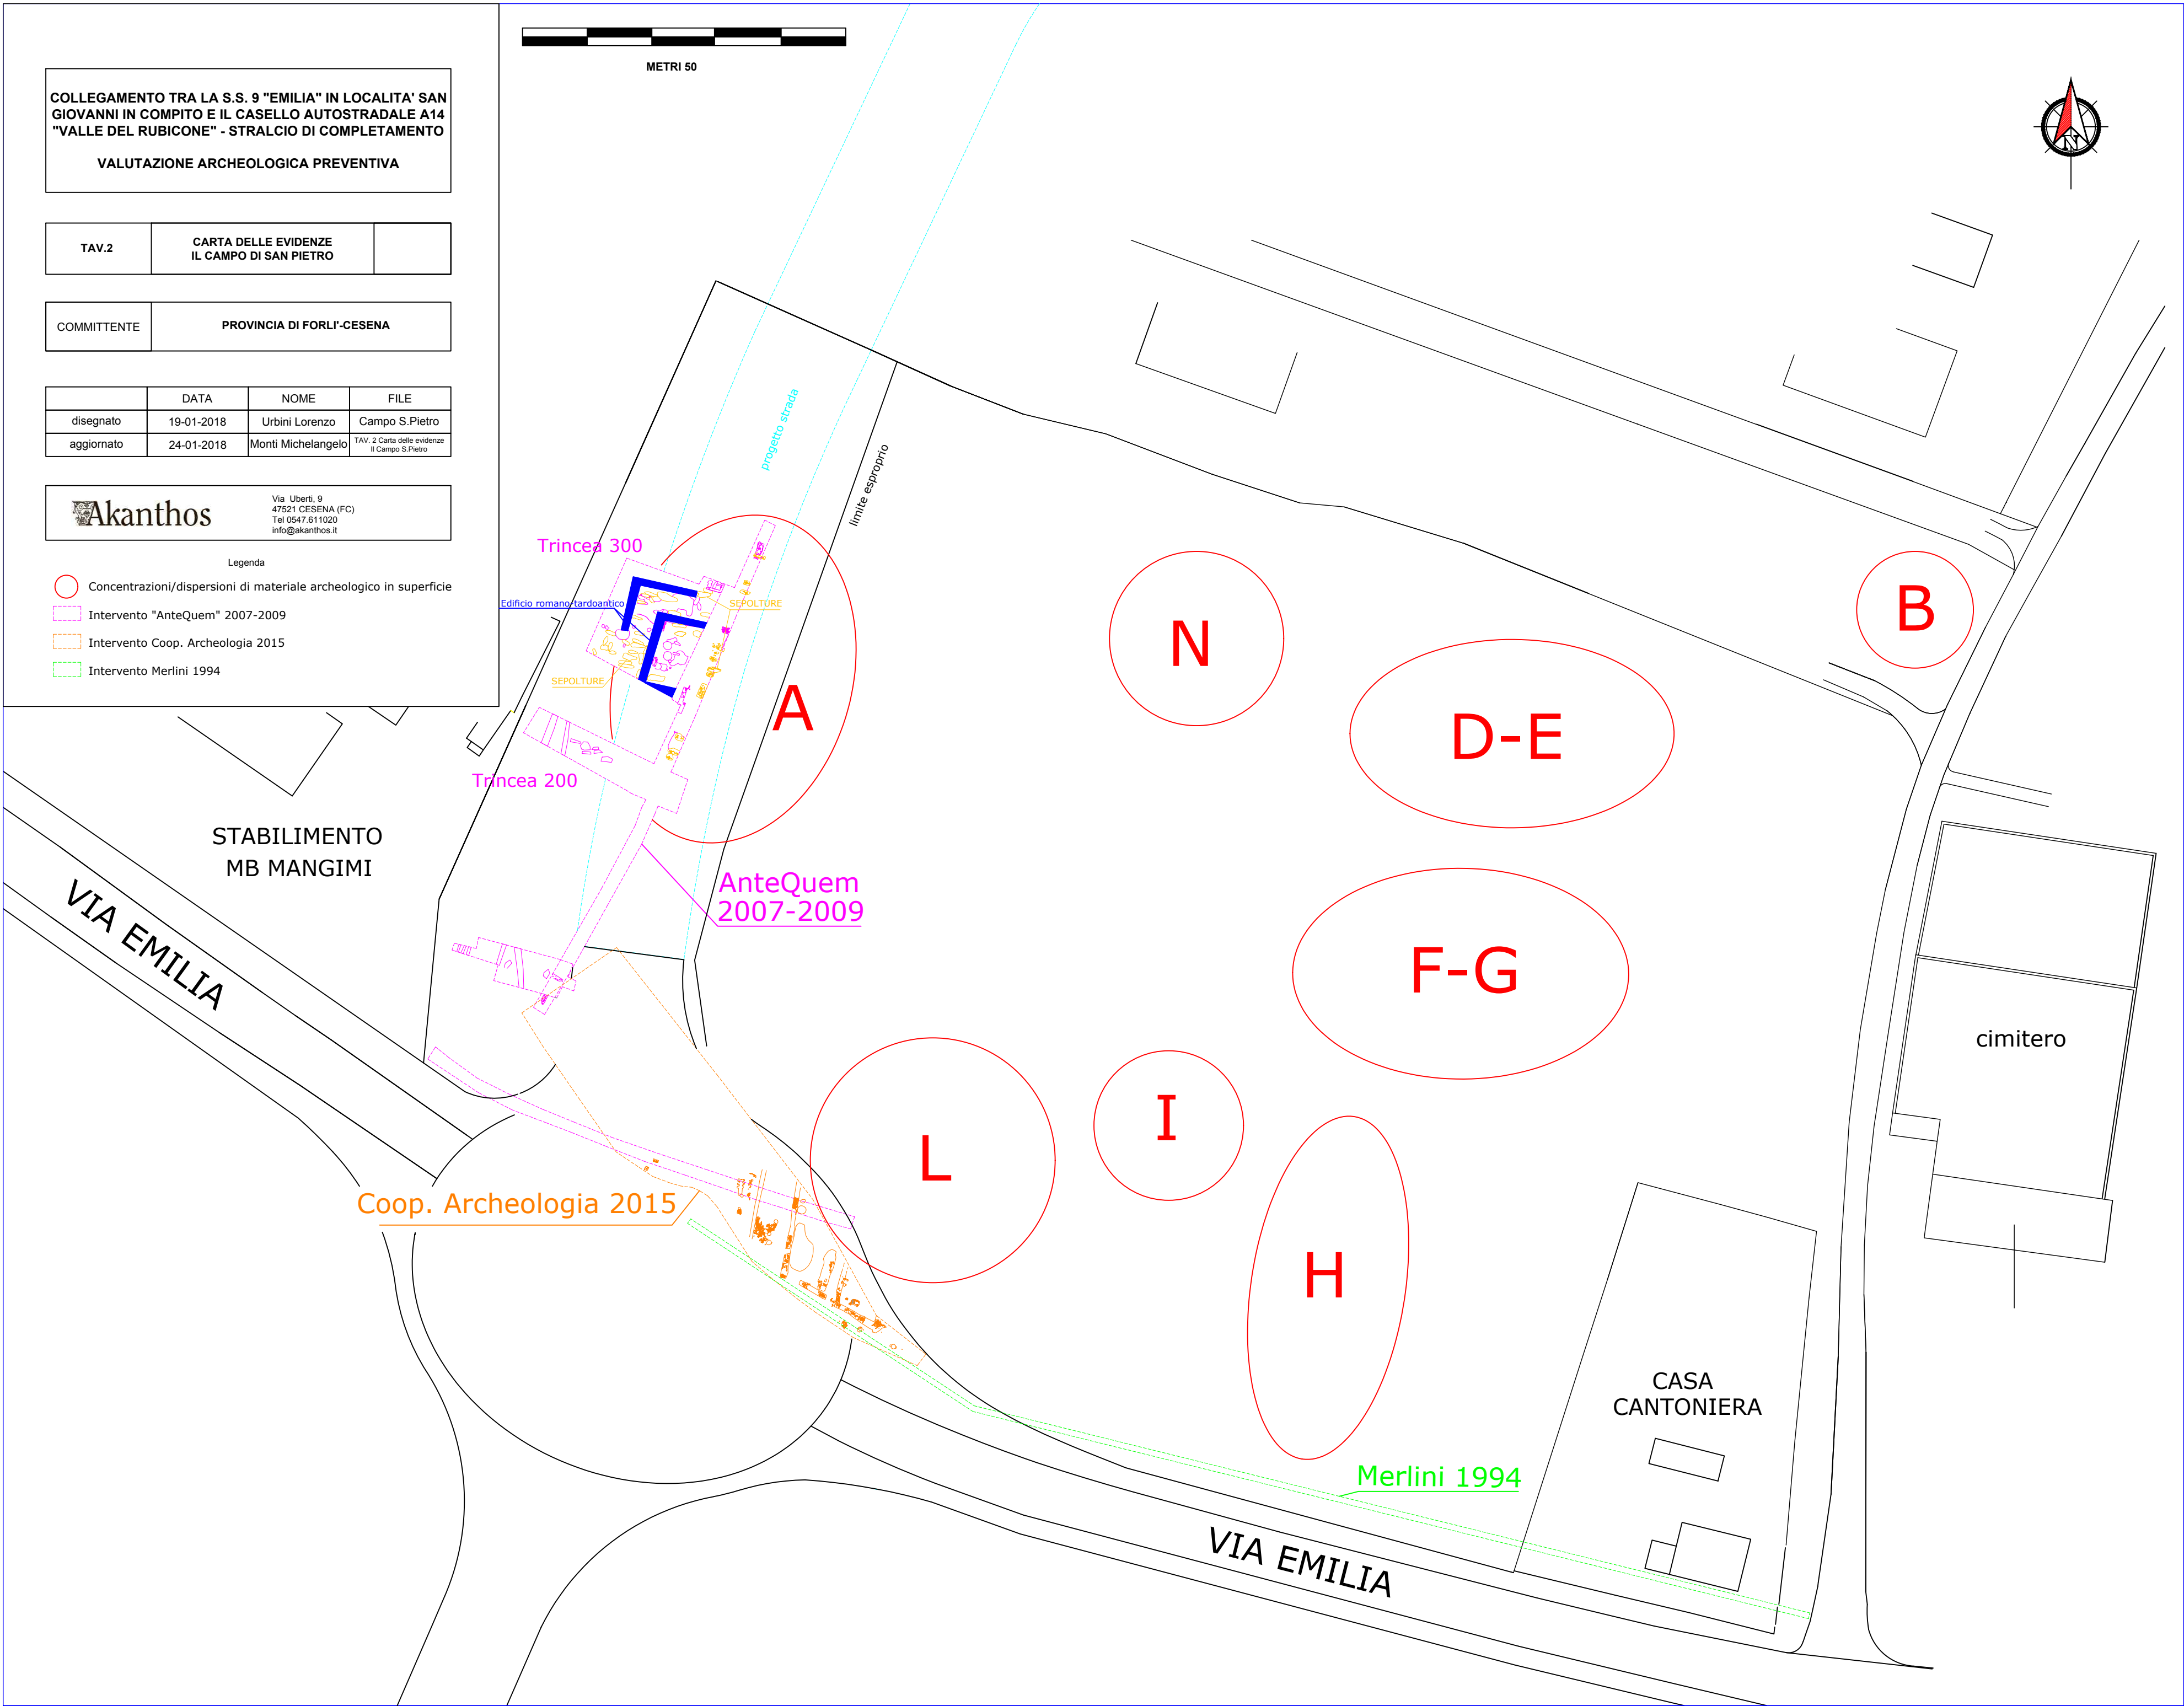 COLLEGAMENTO TRA LA S.S. 9 "EMILIA" IN LOCALITA' SAN
GIOVANNI IN COMPITO E IL CASELLO AUTOSTRADALE A14
"VALLE DEL RUBICONE" - STRALCIO DI COMPLETAMENTO
VALUTAZIONE ARCHEOLOGICA PREVENTIVA
TAV.2
CARTA DELLE EVIDENZE
IL CAMPO DI SAN PIETRO
COMMITTENTE
PROVINCIA DI FORLI'-CESENA
DATA NOME FILE
disegnato 19-01-2018 Urbini Lorenzo Campo S.Pietro
aggiornato 24-01-2018 Monti Michelangelo TAV. 2 Carta delle evidenze
Il Campo S.Pietro
Akanthos
Via Uberti, 9
47521 CESENA (FC)
Tel 0547.611020
info@akanthos.it
Legenda
Concentrazioni/dispersioni di materiale archeologico in superficie
Intervento "AnteQuem" 2007-2009
Intervento Coop. Archeologia 2015
Intervento Merlini 1994
METRI 50
N
progetto strada
limite esproprio
Trincea 300
Edificio romano-tardoantico
SEPOLTURE
SEPOLTURE
A
N
B
D-E
Trincea 200
STABILIMENTO
MB MANGIMI
VIA EMILIA
AnteQuem
2007-2009
F-G
cimitero
L
I
H
Coop. Archeologia 2015
CASA
CANTONIERA
Merlini 1994
VIA EMILIA